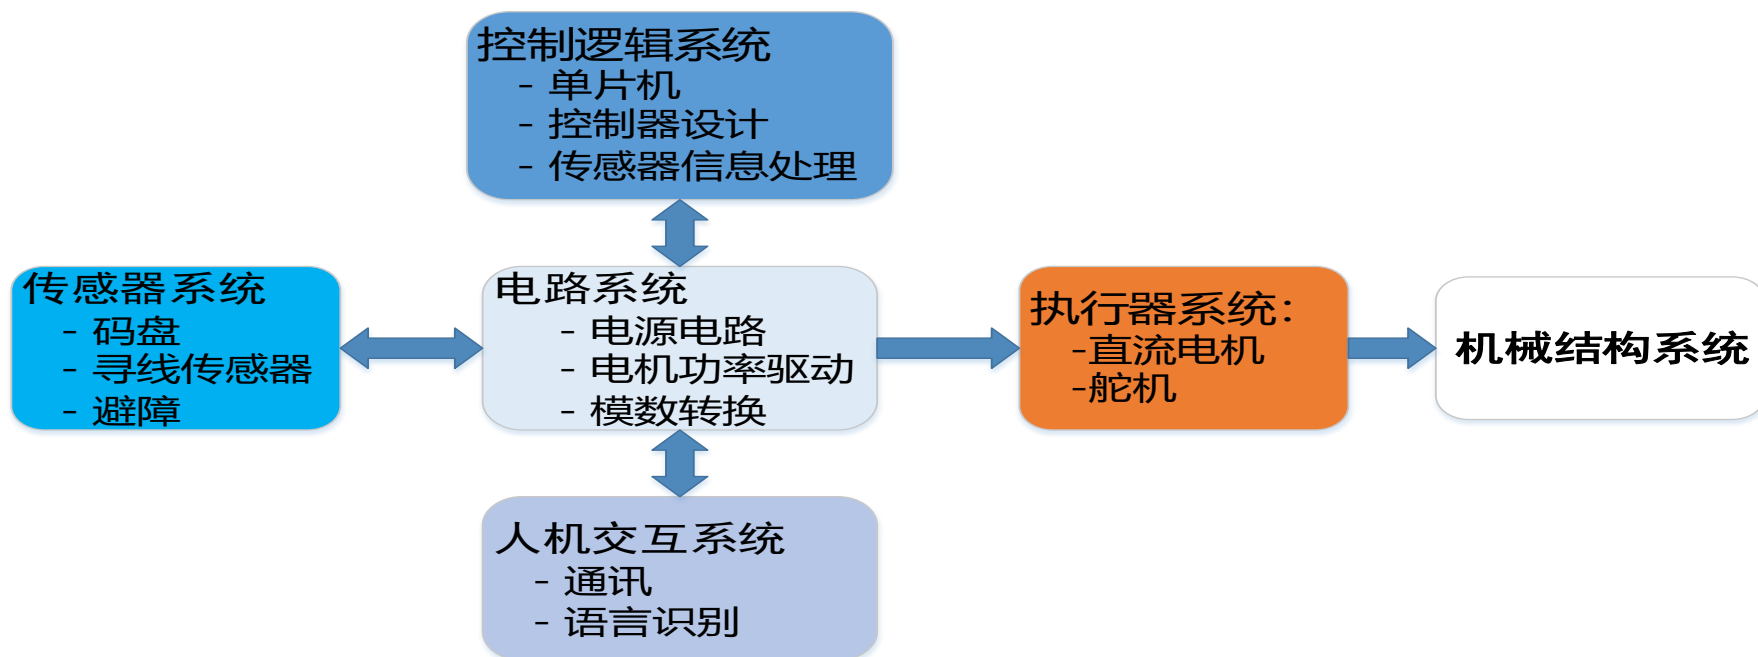 控制逻辑系统
- 单片机
- 控制器设计
- 传感器信息处理
传感器系统
- 码盘
- 寻线传感器
- 避障
电路系统
- 电源电路
- 电机功率驱动
- 模数转换
执行器系统：
-直流电机
-舵机
机械结构系统
人机交互系统
- 通讯
- 语言识别